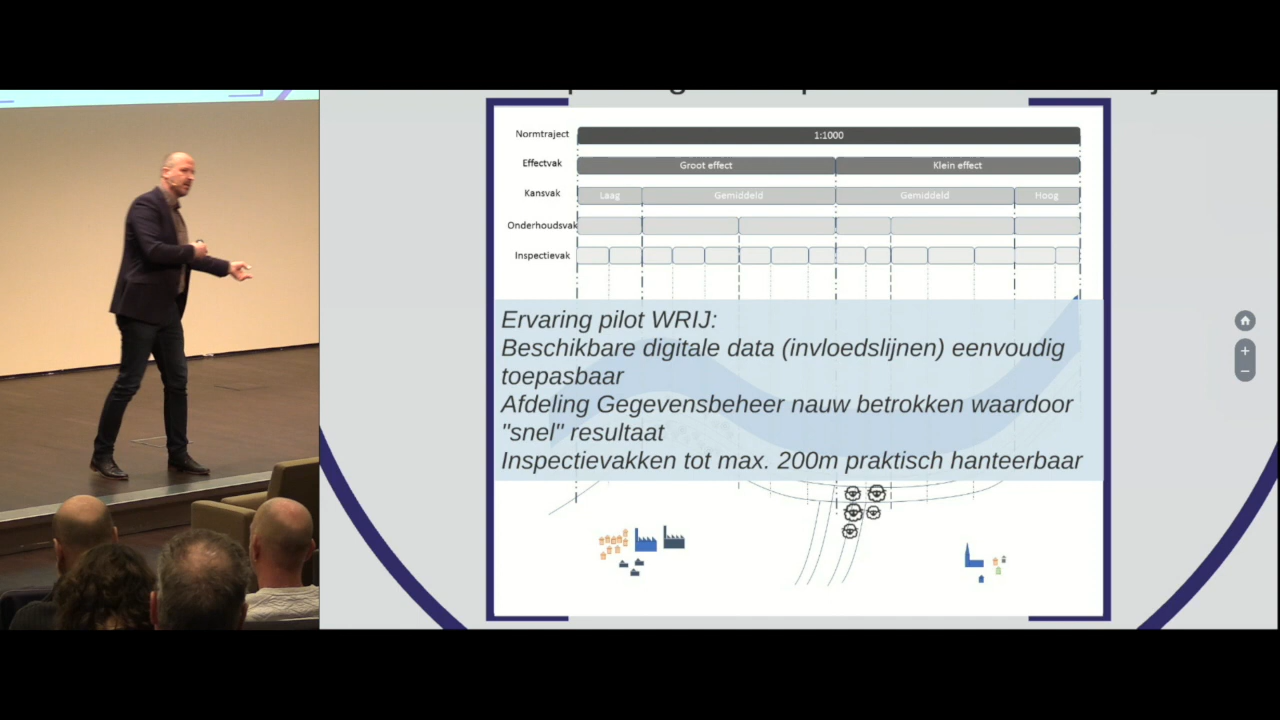 Normtraject
1:1000
Effectvak
Groot effect
Klein effect
Kansvak
Laag
Gemiddeld
Gemiddeld
Hoog
Onderhoudsvak
Inspectievak
Ervaring pilot WRIJ:
Beschikbare digitale data (invloedslijnen) eenvoudig
toepasbaar
Afdeling Gegevensbeheer nauw betrokken waardoor
"snel" resultaat
Inspectievakken tot max. 200m praktisch hanteerbaar